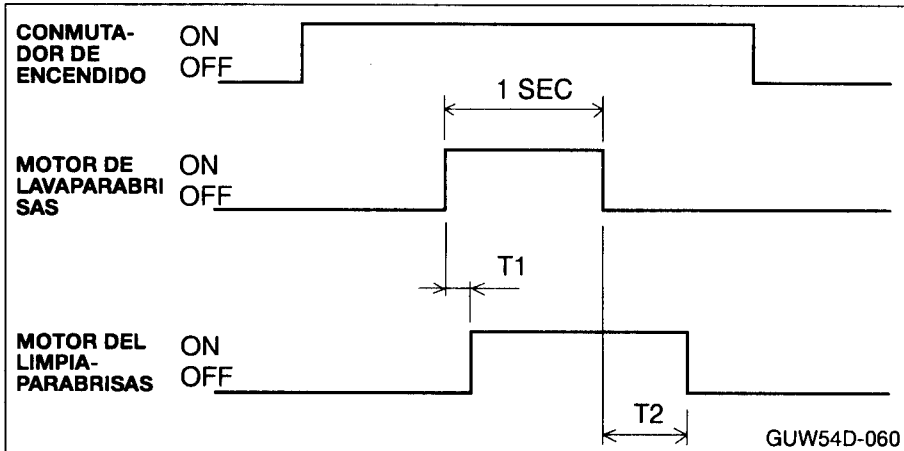 CONMUTA-
DOR DE
ENCENDIDO
ON
OFF
1 SEC
MOTOR DE
LAVAPARABRI
SAS
ON
OFF
T1
MOTOR DEL
LIMPIA-
PARABRISAS
ON
OFF
T2
GUW54D-060